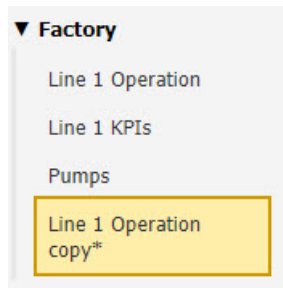 ▼ Factory
Line 1 Operation
Line 1 KPIs
Pumps
Line 1 Operation
copy*